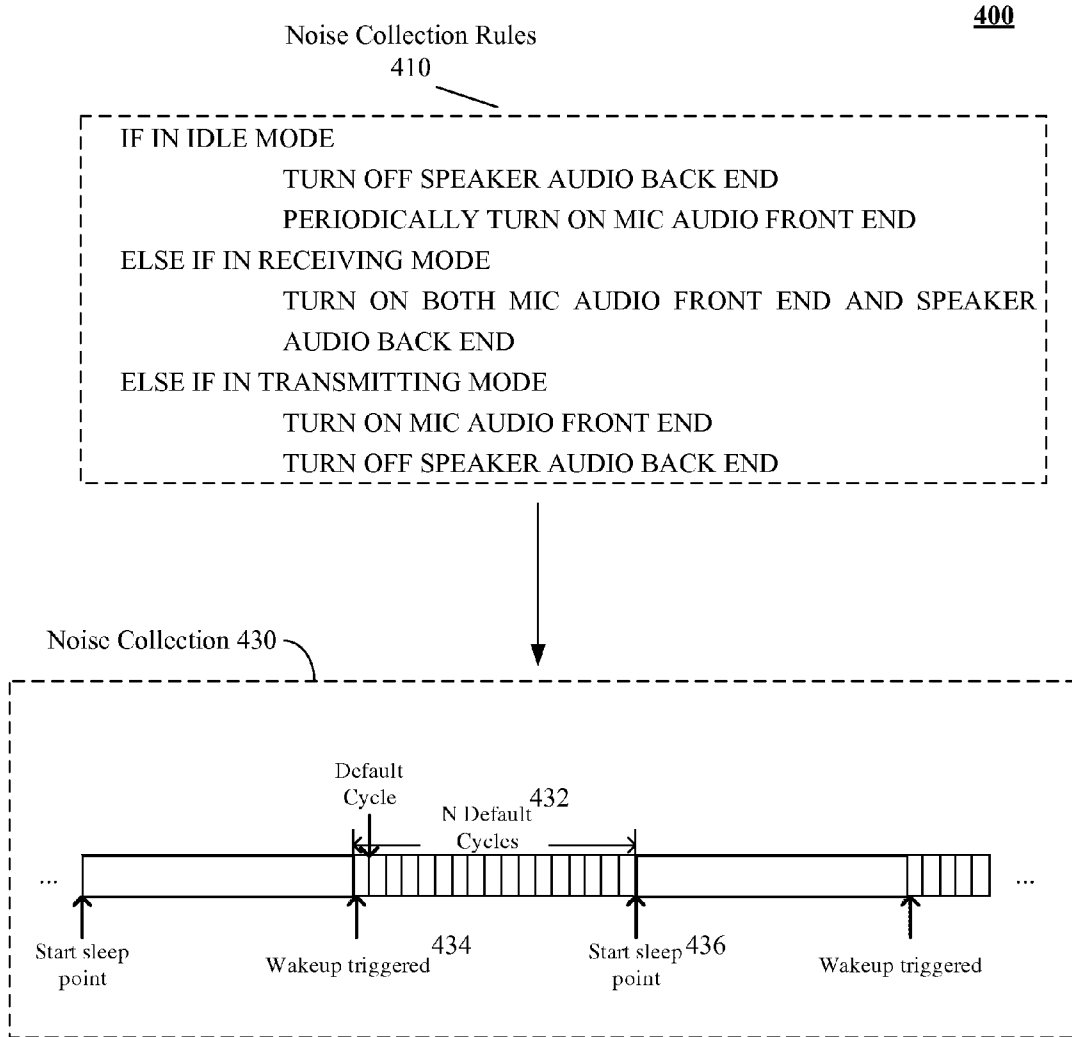 400
Noise Collection Rules
410
IF IN IDLE MODE
TURN OFF SPEAKER AUDIO BACK END
PERIODICALLY TURN ON MIC AUDIO FRONT END
ELSE IF IN RECEIVING MODE
TURN ON BOTH MIC AUDIO FRONT END AND SPEAKER
AUDIO BACK END
ELSE IF IN TRANSMITTING MODE
TURN ON MIC AUDIO FRONT END
TURN OFF SPEAKER AUDIO BACK END
Noise Collection 430
Default
Cycle
N Default 432
Cycles
...
...
Start sleep
point
Wakeup triggered 434
Start sleep 436
point
Wakeup triggered